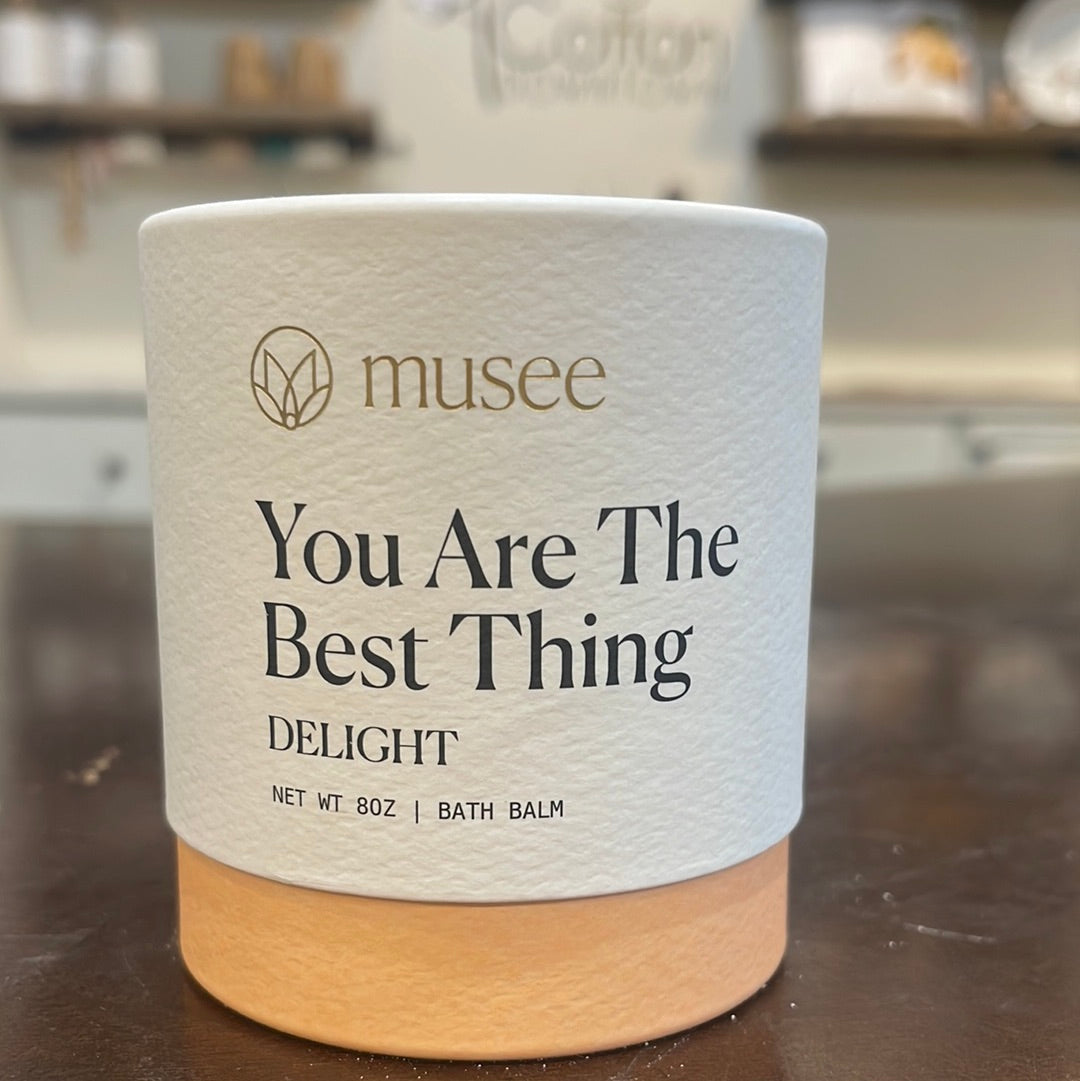 musee
You Are The
Best Thing
DELIGHT
NET WT 8OZ | BATH BALM